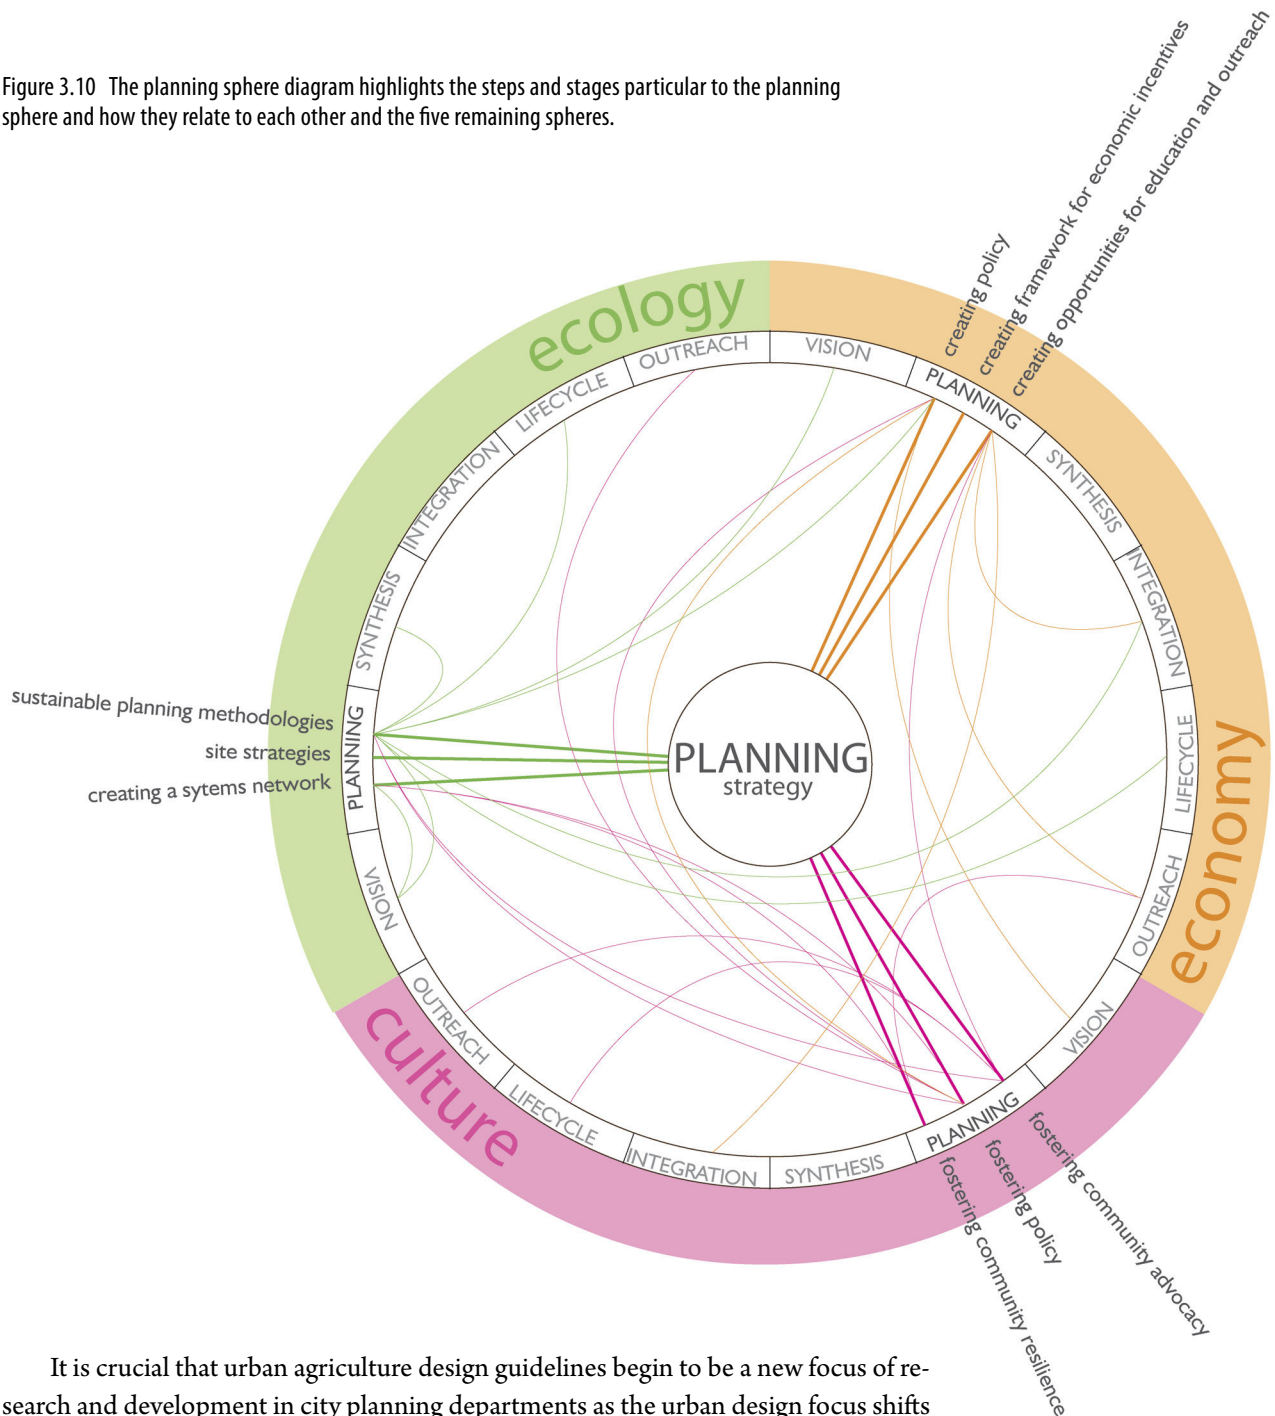 Figure 3.10 The planning sphere diagram highlights the steps and stages particular to the planning
sphere and how they relate to each other and the five remaining spheres.
creating policy
creating framework for economic incentives
creating opportunities for education and outreach
ecology
OUTREACH
VISION
PLANNING
LIFECYCLE
SYNTHESIS
INTEGRATION
INTEGRATION
SYNTHESIS
LIFECYCLE
economy
sustainable planning methodologies
site strategies
creating a sytems network
PLANNING
PLANNING
strategy
VISION
OUTREACH
OUTREACH
VISION
culture
LIFECYCLE
INTEGRATION
SYNTHESIS
PLANNING
fostering community advocacy
fostering policy
fostering community resilience
It is crucial that urban agriculture design guidelines begin to be a new focus of re-
search and development in city planning departments as the urban design focus shifts